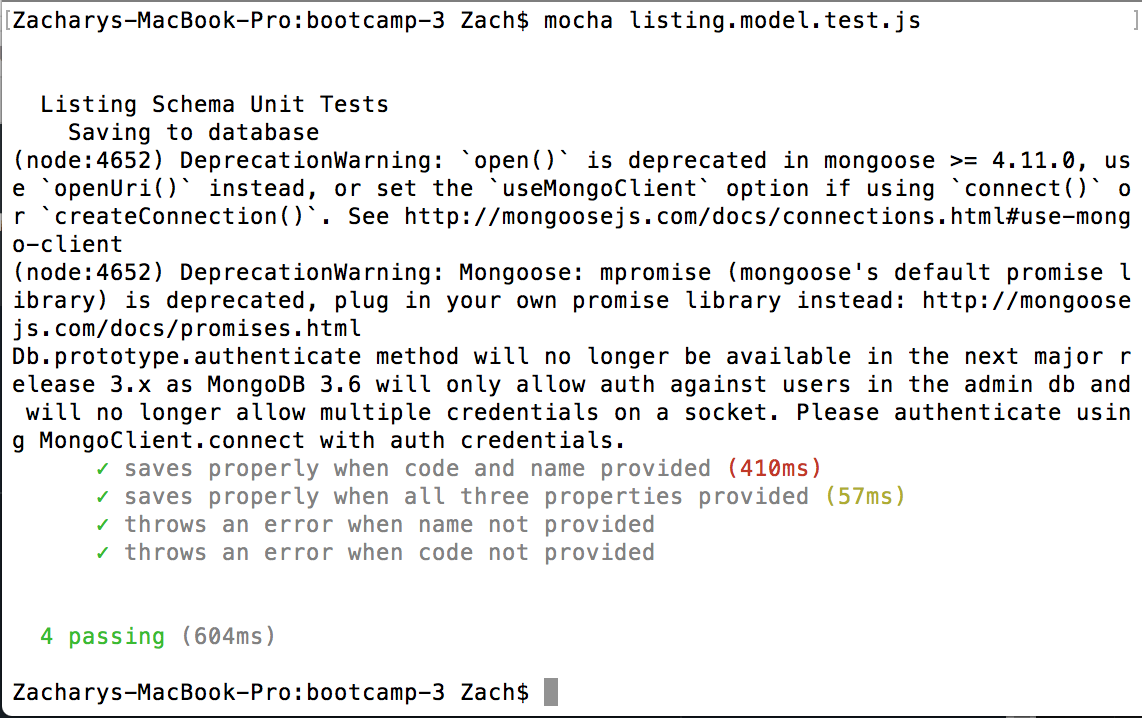 [Zacharys-MacBook-Pro:bootcamp-3 Zach$ mocha listing.model.test.js ]
Listing Schema Unit Tests
Saving to database
(node:4652) DeprecationWarning: `open()` is deprecated in mongoose >= 4.11.0, us
e `openUri()` instead, or set the `useMongoClient` option if using `connect()` o
r `createConnection()`. See http://mongoosejs.com/docs/connections.html#use-mong
o-client
(node:4652) DeprecationWarning: Mongoose: mpromise (mongoose's default promise l
ibrary) is deprecated, plug in your own promise library instead: http://mongoose
js.com/docs/promises.html
Db.prototype.authenticate method will no longer be available in the next major r
elease 3.x as MongoDB 3.6 will only allow auth against users in the admin db and
 will no longer allow multiple credentials on a socket. Please authenticate usin
g MongoClient.connect with auth credentials.
✓ saves properly when code and name provided (410ms)
✓ saves properly when all three properties provided (57ms)
✓ throws an error when name not provided
✓ throws an error when code not provided
4 passing (604ms)
Zacharys-MacBook-Pro:bootcamp-3 Zach$